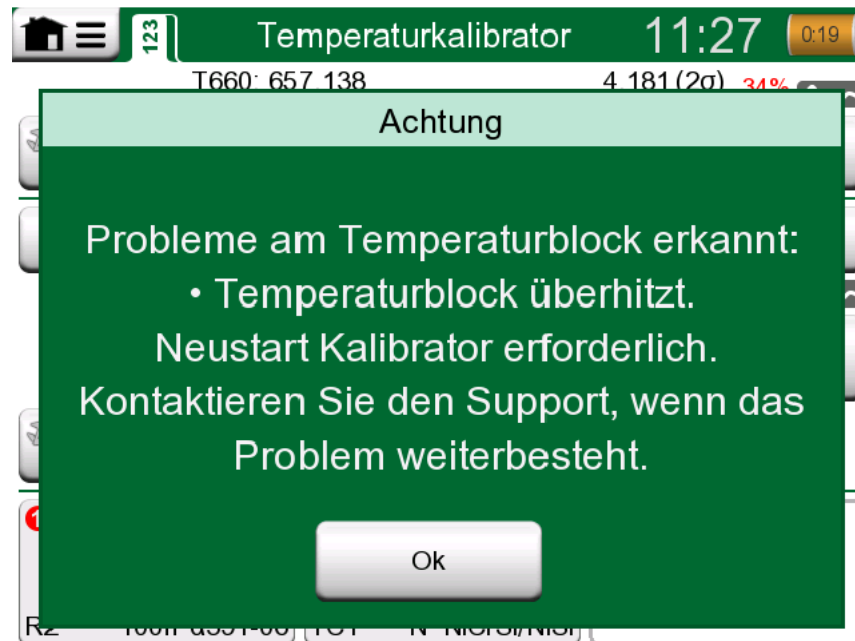 123
Temperaturkalibrator
11:27
0:19
T660: 657.138
4.181 (2σ)
34%
Achtung
Probleme am Temperaturblock erkannt:
• Temperaturblock überhitzt.
Neustart Kalibrator erforderlich.
Kontaktieren Sie den Support, wenn das
Problem weiterbesteht.
Ok